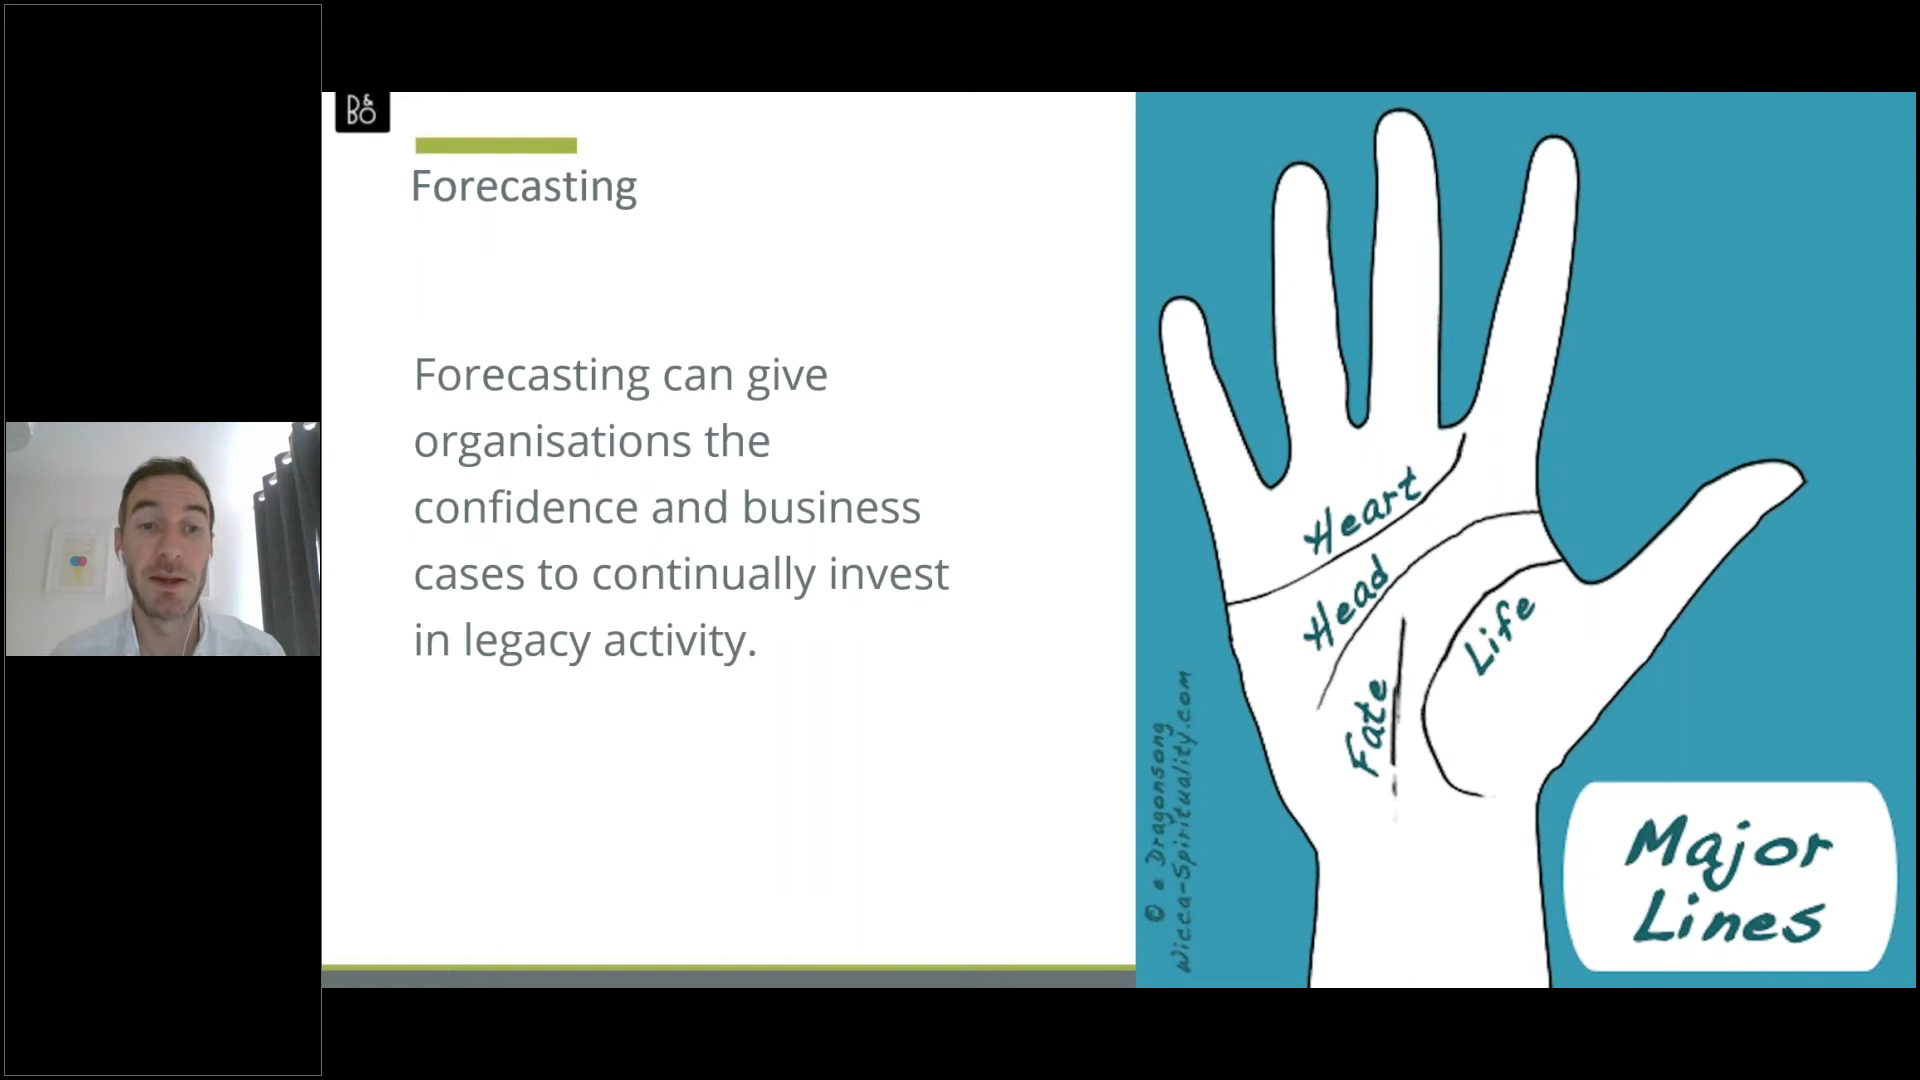 B&O
Forecasting
Forecasting can give
organisations the
confidence and business
cases to continually invest
in legacy activity.
Heart
Head
Life
Fate
© a Dragonsong
Wicca-Spirituality.com
Major
Lines